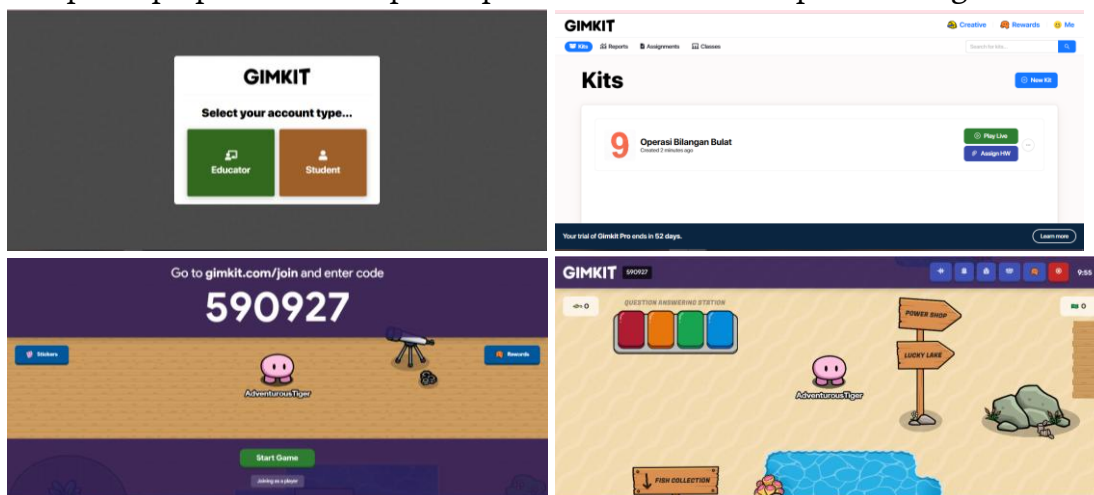 GIMKIT
Select your account type...
Educator
Student
GIMKIT
Creative
Rewards
Me
Kits
Reports
Assignments
Classes
Search for kits...
Kits
New Kit
9
Operasi Bilangan Bulat
Created 2 minutes ago
Play Live
Assign HW
Your trial of Gimkit Pro ends in 52 days.
Learn more
Go to gimkit.com/join and enter code
590927
Stickers
Rewards
AdventurousTiger
Start Game
Joining as a player
GIMKIT
590927
9:55
0
QUESTION ANSWERING STATION
POWER SHOP
0
LUCKY LAKE
AdventurousTiger
FISH COLLECTION